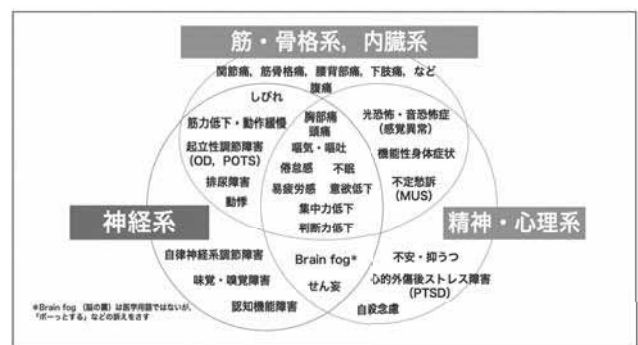 筋・骨格系，内臓系
関節痛，筋骨格痛，腰背部痛，下肢痛，など
腹痛
しびれ
胸部痛
頭痛
光恐怖・音恐怖症
(感覚異常)
筋力低下・動作緩慢
嘔気・嘔吐
起立性調節障害
(OD, POTS)
機能性身体症状
倦怠感 不眠
排尿障害
易疲労感 意欲低下
不定愁訴
(MUS)
動悸
集中力低下
神経系
判断力低下
精神・心理系
自律神経系調節障害
Brain fog*
不安・抑うつ
味覚・嗅覚障害
せん妄
心的外傷後ストレス障害
(PTSD)
認知機能障害
自殺念慮
*Brain fog （脳の霧）は医学用語ではないが，
「ボーっとする」などの訴えをさす